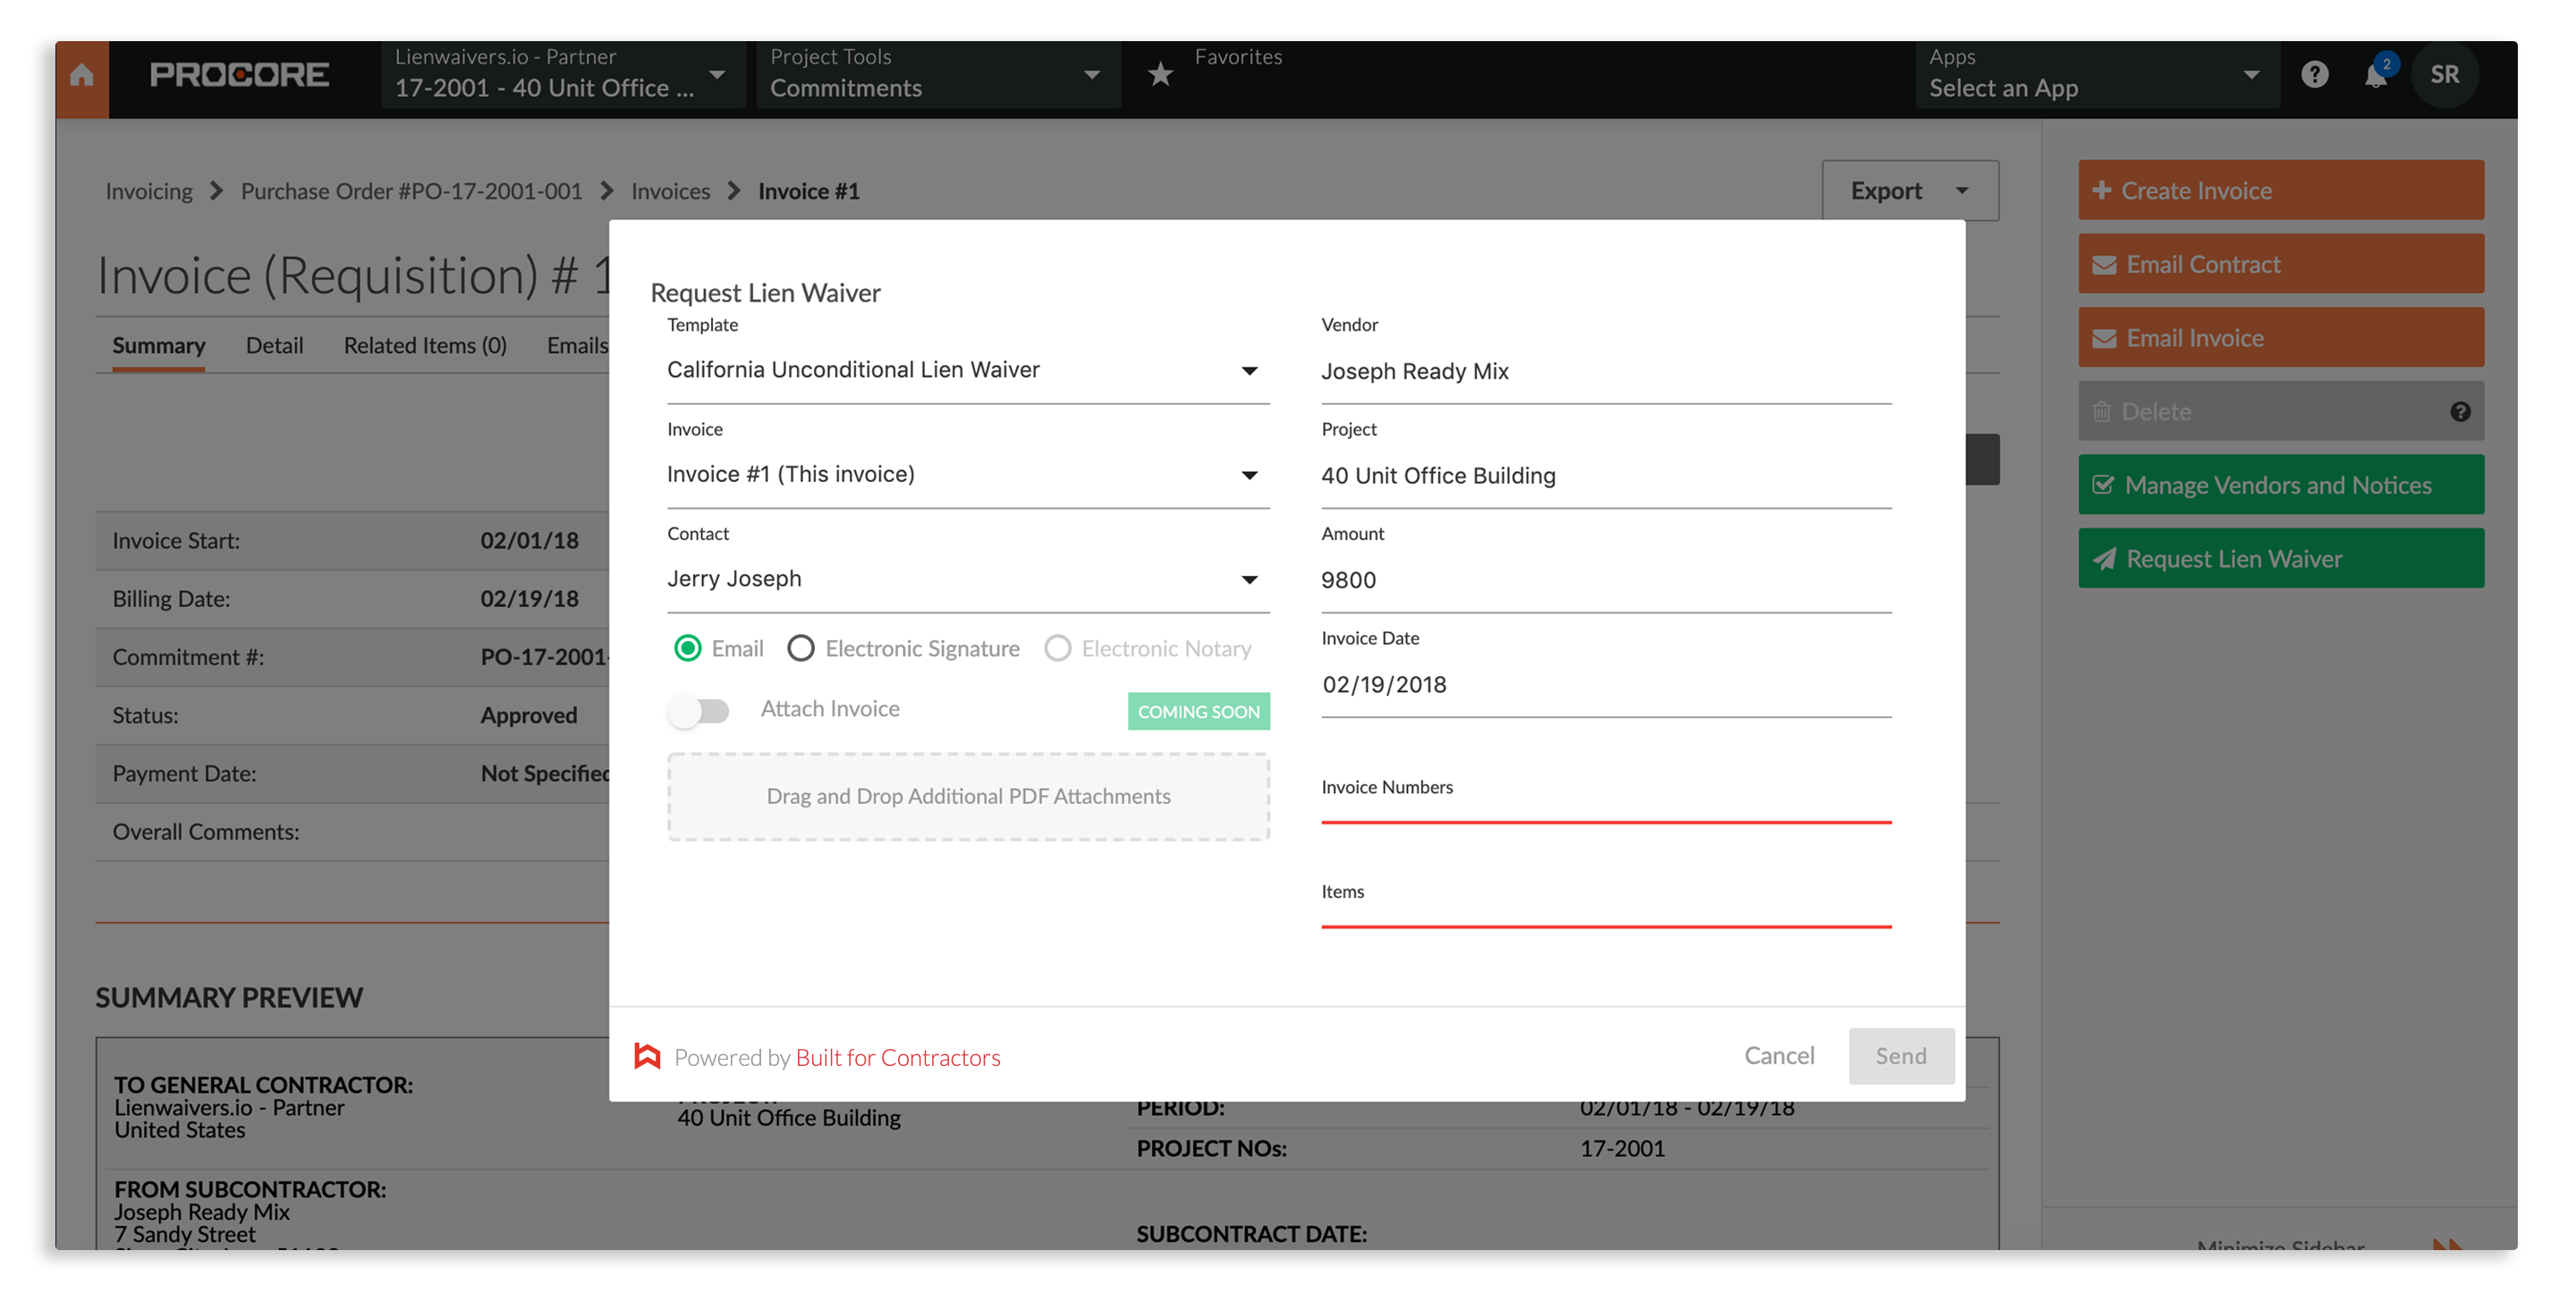 Lienwaivers.io - Partner
PROCORE
17-2001 - 40 Unit Office ...
Project Tools
Commitments
Favorites
Apps
Select an App
2
SR
Invoicing
Purchase Order #PO-17-2001-001
Invoices
Invoice #1
Export
Invoice (Requisition) # 1
Summary
Detail
Related Items (0)
Emails
Invoice Start:
02/01/18
Billing Date:
02/19/18
Commitment #:
PO-17-2001-
Status:
Approved
Payment Date:
Not Specified
Overall Comments:
SUMMARY PREVIEW
TO GENERAL CONTRACTOR:
Lienwaivers.io - Partner
United States
40 Unit Office Building
FROM SUBCONTRACTOR:
Joseph Ready Mix
7 Sandy Street
PERIOD:
02/01/18 - 02/19/18
PROJECT NOs:
17-2001
SUBCONTRACT DATE:
Request Lien Waiver
Template
California Unconditional Lien Waiver
Invoice
Invoice #1 (This invoice)
Contact
Jerry Joseph
Email
Electronic Signature
Electronic Notary
Attach Invoice
COMING SOON
Drag and Drop Additional PDF Attachments
Vendor
Joseph Ready Mix
Project
40 Unit Office Building
Amount
9800
Invoice Date
02/19/2018
Invoice Numbers
Items
Powered by Built for Contractors
Cancel
Send
Create Invoice
Email Contract
Email Invoice
Delete
Manage Vendors and Notices
Request Lien Waiver
Minimize Sidebar